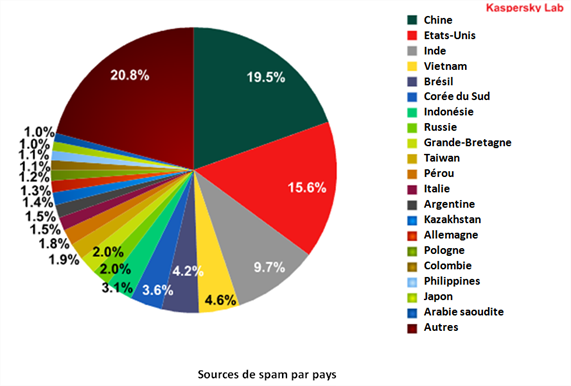 Kaspersky Lab
20.8%
19.5%
15.6%
9.7%
4.6%
4.2%
3.6%
3.1%
2.0%
2.0%
1.9%
1.8%
1.5%
1.5%
1.4%
1.3%
1.2%
1.1%
1.1%
1.0%
1.0%
Chine
Etats-Unis
Inde
Vietnam
Brésil
Corée du Sud
Indonésie
Russie
Grande-Bretagne
Taiwan
Pérou
Italie
Argentine
Kazakhstan
Allemagne
Pologne
Colombie
Philippines
Japon
Arabie saoudite
Autres
Sources de spam par pays